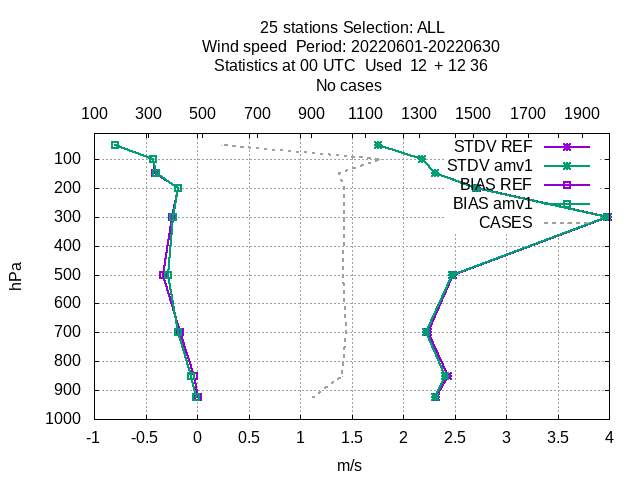 25 stations Selection: ALL
Wind speed  Period: 20220601-20220630
Statistics at 00 UTC  Used  12 + 12 36
No cases
100 300 500 700 900 1100 1300 1500 1700 1900
STDV REF
STDV amv1
BIAS REF
BIAS amv1
CASES
hPa
100
200
300
400
500
600
700
800
900
1000
-1 -0.5 0 0.5 1 1.5 2 2.5 3 3.5 4
m/s